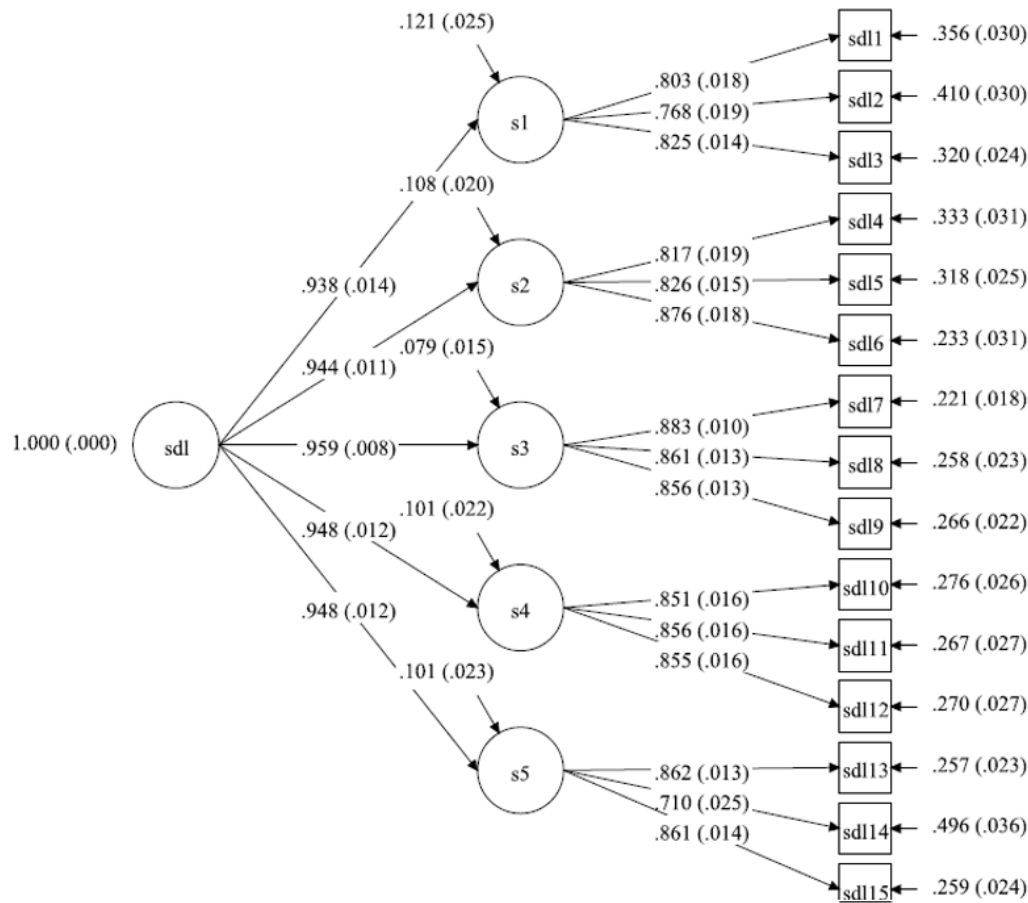 .121 (.025)
sdl1
.356 (.030)
.803 (.018)
s1
.768 (.019)
sdl2
.410 (.030)
.825 (.014)
sdl3
.320 (.024)
.108 (.020)
sdl4
.333 (.031)
.817 (.019)
.938 (.014)
s2
.826 (.015)
sdl5
.318 (.025)
.876 (.018)
sdl6
.233 (.031)
.079 (.015)
.944 (.011)
sdl7
.221 (.018)
.883 (.010)
1.000 (.000)
sdl
.959 (.008)
s3
.861 (.013)
sdl8
.258 (.023)
.856 (.013)
sdl9
.266 (.022)
.101 (.022)
.948 (.012)
sdl10
.276 (.026)
.851 (.016)
.948 (.012)
s4
.856 (.016)
sdl11
.267 (.027)
.855 (.016)
.101 (.023)
sdl12
.270 (.027)
sdl13
.257 (.023)
.862 (.013)
s5
.710 (.025)
sdl14
.496 (.036)
.861 (.014)
sdl15
.259 (.024)